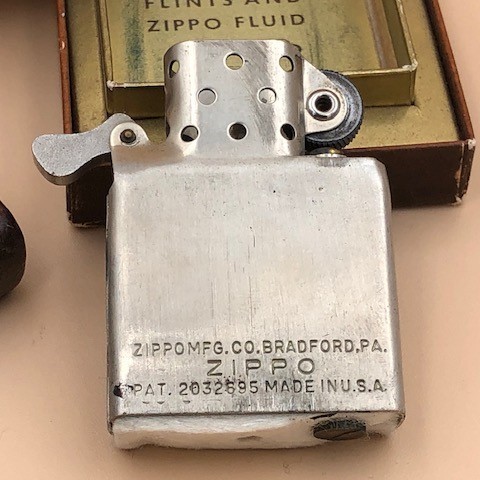 FLINTS AND
ZIPPO FLUID
ZIPPO MFG. CO. BRADFORD, PA.
ZIPPO
PAT. 2032695 MADE IN U.S.A.